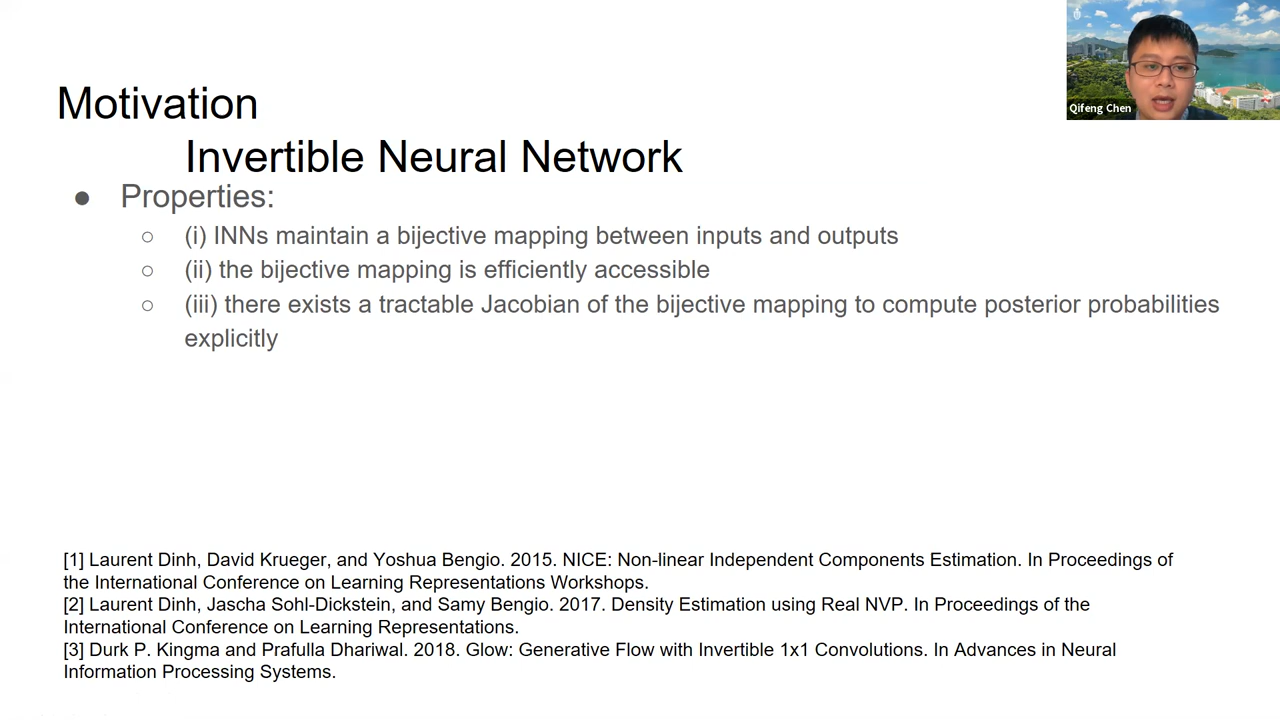 Motivation
Invertible Neural Network
● Properties:
○ (i) INNs maintain a bijective mapping between inputs and outputs
○ (ii) the bijective mapping is efficiently accessible
○ (iii) there exists a tractable Jacobian of the bijective mapping to compute posterior probabilities
explicitly
[1] Laurent Dinh, David Krueger, and Yoshua Bengio. 2015. NICE: Non-linear Independent Components Estimation. In Proceedings of
the International Conference on Learning Representations Workshops.
[2] Laurent Dinh, Jascha Sohl-Dickstein, and Samy Bengio. 2017. Density Estimation using Real NVP. In Proceedings of the
International Conference on Learning Representations.
[3] Durk P. Kingma and Prafulla Dhariwal. 2018. Glow: Generative Flow with Invertible 1x1 Convolutions. In Advances in Neural
Information Processing Systems.
Qifeng Chen